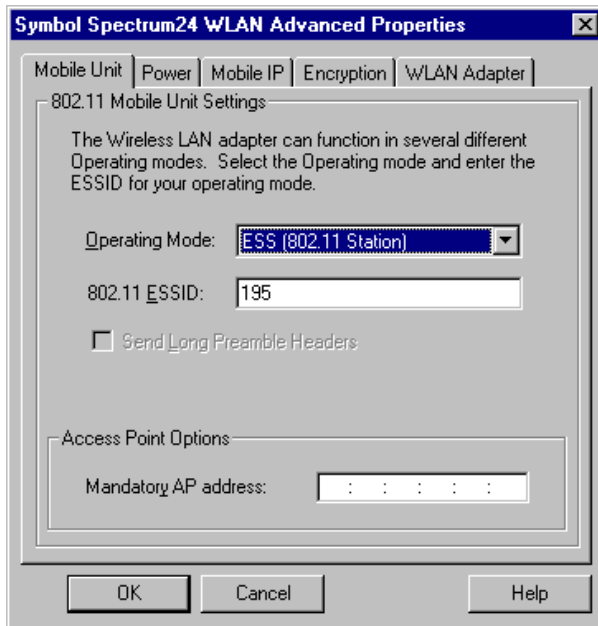 Symbol Spectrum24 WLAN Advanced Properties
Mobile Unit Power Mobile IP Encryption WLAN Adapter
802.11 Mobile Unit Settings
The Wireless LAN adapter can function in several different
Operating modes. Select the Operating mode and enter the
ESSID for your operating mode.
Operating Mode: ESS (802.11 Station)
802.11 ESSID: 195
Send Long Preamble Headers
Access Point Options
Mandatory AP address: : : : : :
OK Cancel Help